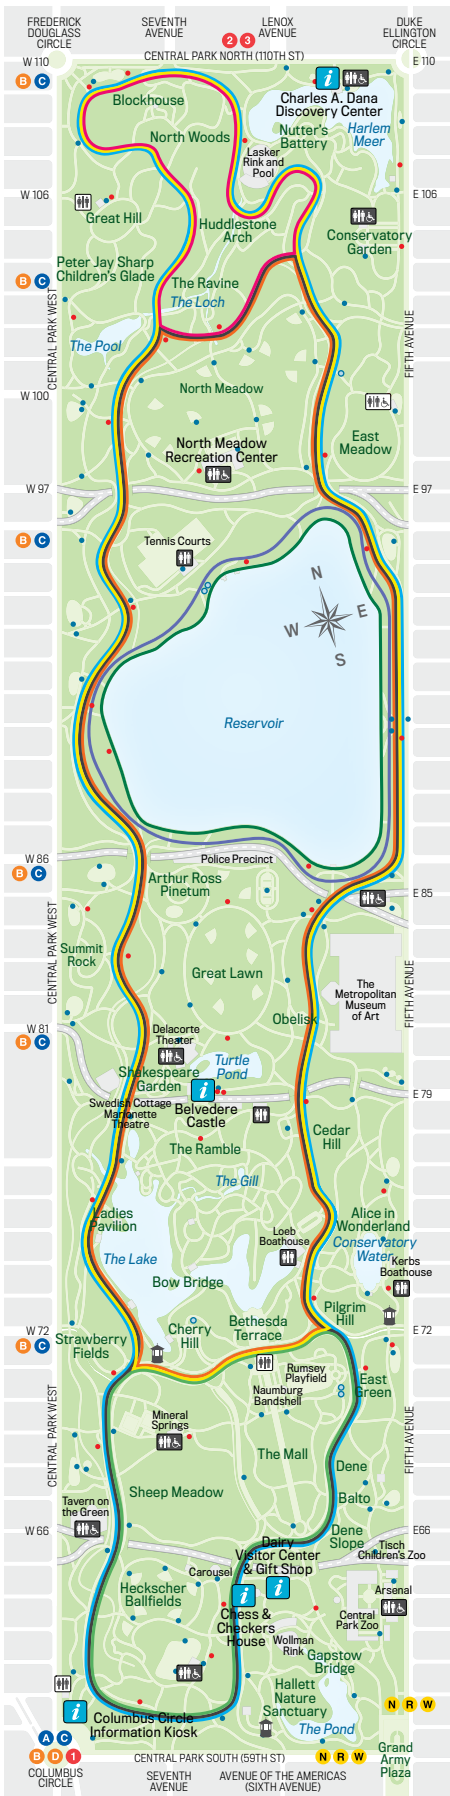 FREDERICK
DOUGLASS
CIRCLE
SEVENTH
AVENUE
LENOX
AVENUE
DUKE
ELLINGTON
CIRCLE
2 3
CENTRAL PARK NORTH (110TH ST)
W 110
E 110
B C
i
Blockhouse
Charles A. Dana
Discovery Center
North Woods
Nutter's
Battery
Harlem
Meer
Lasker
Rink and
Pool
W 106
E 106
Great Hill
Huddlestone
Arch
Conservatory
Garden
Peter Jay Sharp
Children's Glade
B C
The Ravine
The Loch
CENTRAL PARK WEST
FIFTH AVENUE
The Pool
North Meadow
W 100
East
Meadow
North Meadow
Recreation Center
W 97
E 97
B C
Tennis Courts
N
W
E
S
Reservoir
W 86
Police Precinct
B C
Arthur Ross
Pinetum
E 85
CENTRAL PARK WEST
Summit
Rock
Great Lawn
The
Metropolitan
Museum
of Art
FIFTH AVENUE
Obelisk
W 81
B C
Delacorte
Theater
Turtle
Pond
Shakespeare
Garden
i
E 79
Swedish Cottage
Marionette
Theatre
Belvedere
Castle
Cedar
Hill
The Ramble
The Gill
Ladies
Pavilion
Alice in
Wonderland
Loeb
Boathouse
Conservatory
Water
The Lake
Kerbs
Boathouse
Bow Bridge
Pilgrim
Hill
Bethesda
Terrace
Cherry
Hill
W 72
E 72
B C
Strawberry
Fields
Rumsey
Playfield
East
Green
Naumburg
Bandshell
CENTRAL PARK WEST
FIFTH AVENUE
Mineral
Springs
The Mall
Dene
Sheep Meadow
Balto
Tavern on
the Green
W 66
E66
Dene
Slope
Dairy
Visitor Center
& Gift Shop
Tisch
Children's Zoo
Carousel
Heckscher
Ballfields
i
i
Arsenal
Chess &
Checkers
House
Central
Park Zoo
Wollman
Rink
Gapstow
Bridge
Hallett
Nature
Sanctuary
N R W
i
Columbus Circle
Information Kiosk
The Pond
A C
B D 1
CENTRAL PARK SOUTH (59TH ST)
N R W
Grand
Army
Plaza
COLUMBUS
CIRCLE
SEVENTH
AVENUE
AVENUE OF THE AMERICAS
(SIXTH AVENUE)